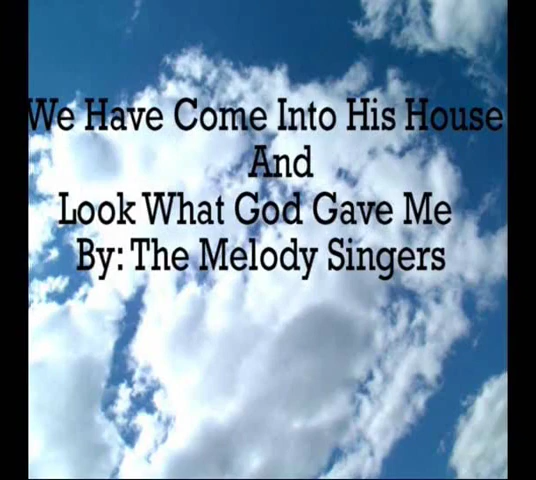 We Have Come Into His House
And
Look What God Gave Me
By: The Melody Singers